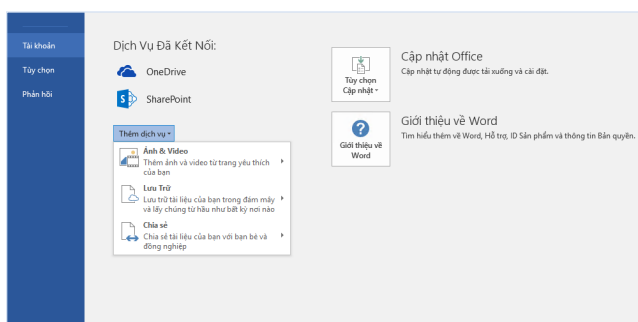 Tài khoản
Tùy chọn
Phản hồi
Dịch Vụ Đã Kết Nối:
OneDrive
S
SharePoint
Thêm dịch vụ
Ảnh & Video
Thêm ảnh và video từ trang yêu thích
của bạn
Lưu Trữ
Lưu trữ tài liệu của bạn trong đám mây
và lấy chúng từ hầu như bất kỳ nơi nào
Chia sẻ
Chia sẻ tài liệu của bạn với bạn bè và
đồng nghiệp
Tùy chọn
Cập nhật
Cập nhật Office
Cập nhật tự động được tải xuống và cài đặt.
?
Giới thiệu về
Word
Giới thiệu về Word
Tìm hiểu thêm về Word, Hỗ trợ, ID Sản phẩm và thông tin Bản quyền.